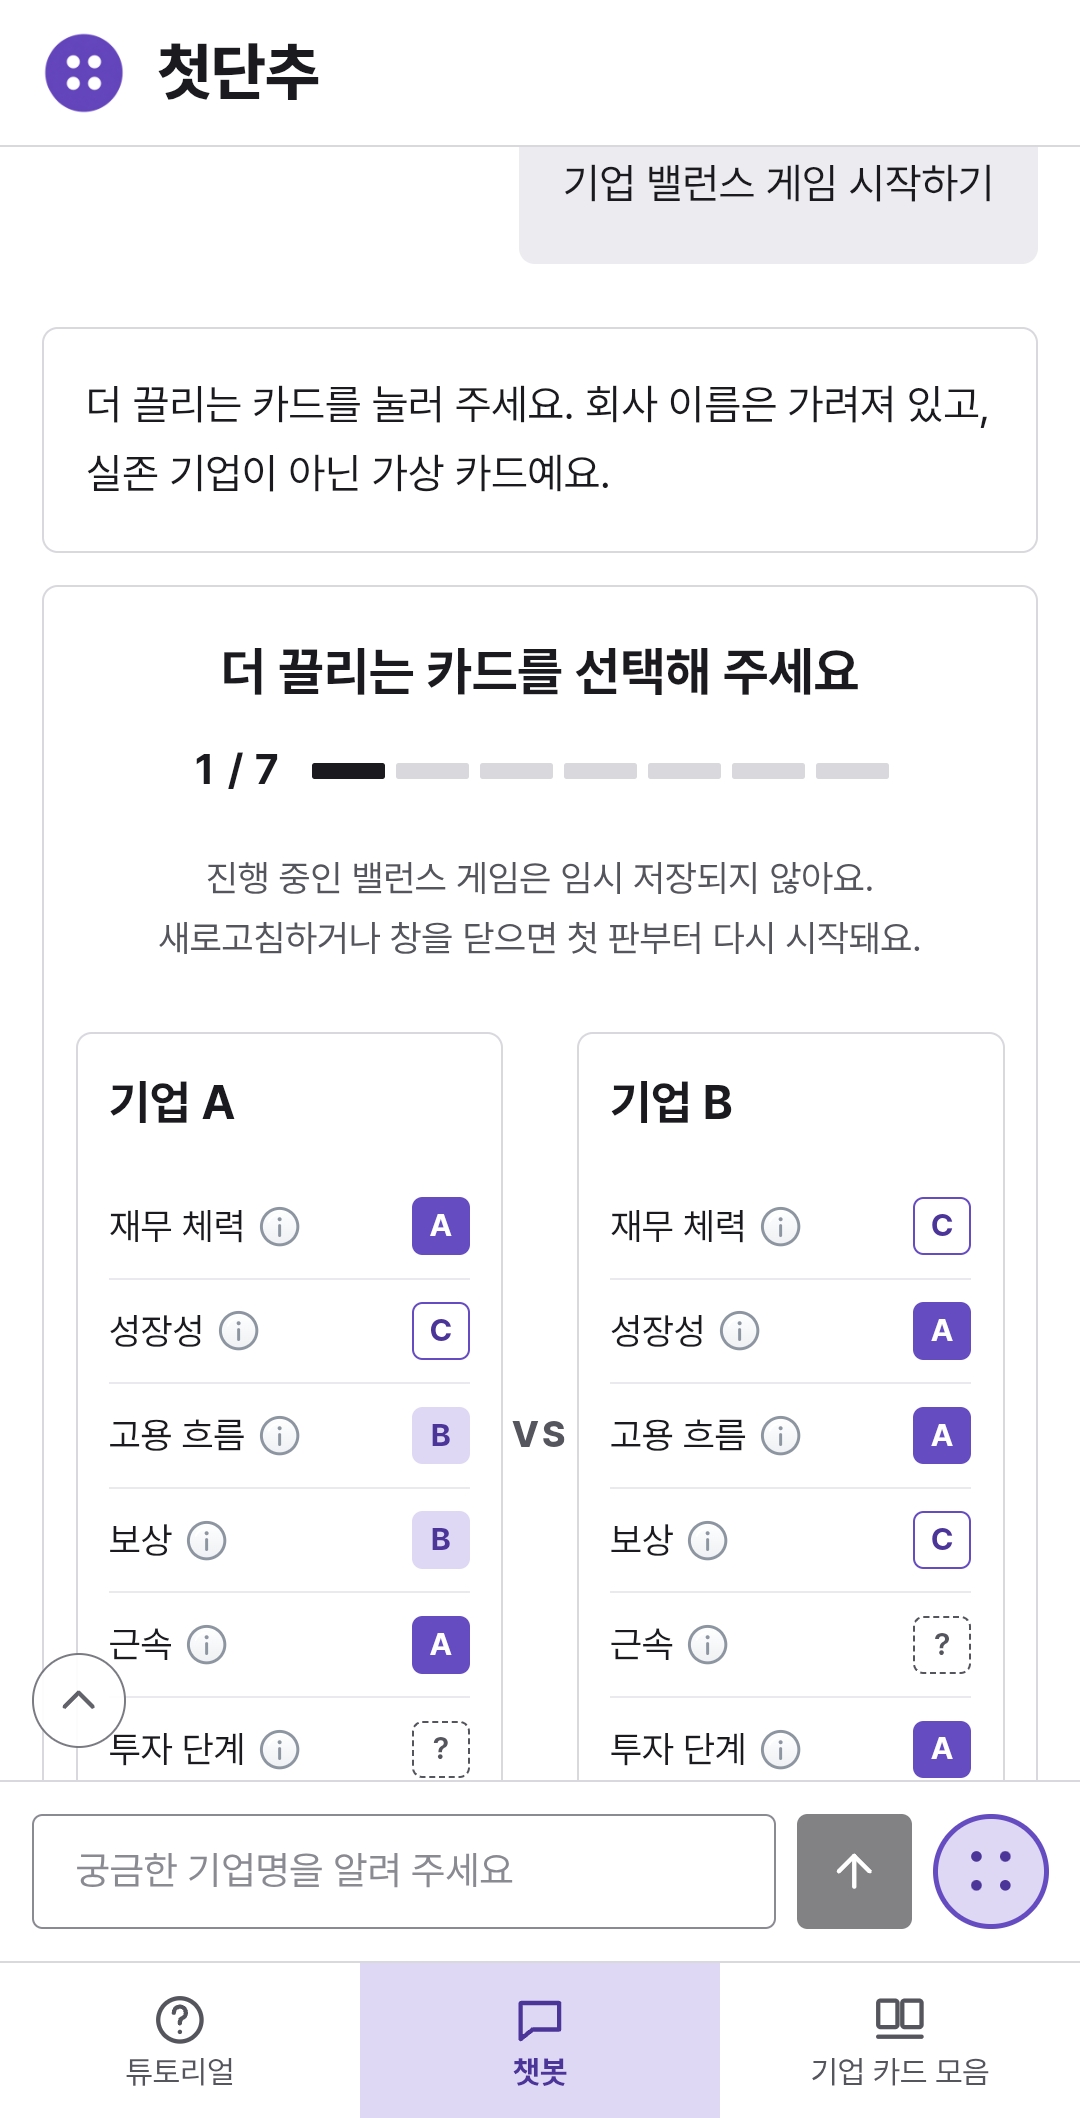 첫단추
기업 밸런스 게임 시작하기
더 끌리는 카드를 눌러 주세요. 회사 이름은 가려져 있고,
실존 기업이 아닌 가상 카드예요.
더 끌리는 카드를 선택해 주세요
1 / 7
진행 중인 밸런스 게임은 임시 저장되지 않아요.
새로고침하거나 창을 닫으면 첫 판부터 다시 시작돼요.
기업 A
재무 체력 A
성장성 C
고용 흐름 B
보상 B
근속 A
투자 단계 ?
VS
기업 B
재무 체력 C
성장성 A
고용 흐름 A
보상 C
근속 ?
투자 단계 A
궁금한 기업명을 알려 주세요
튜토리얼
챗봇
기업 카드 모음